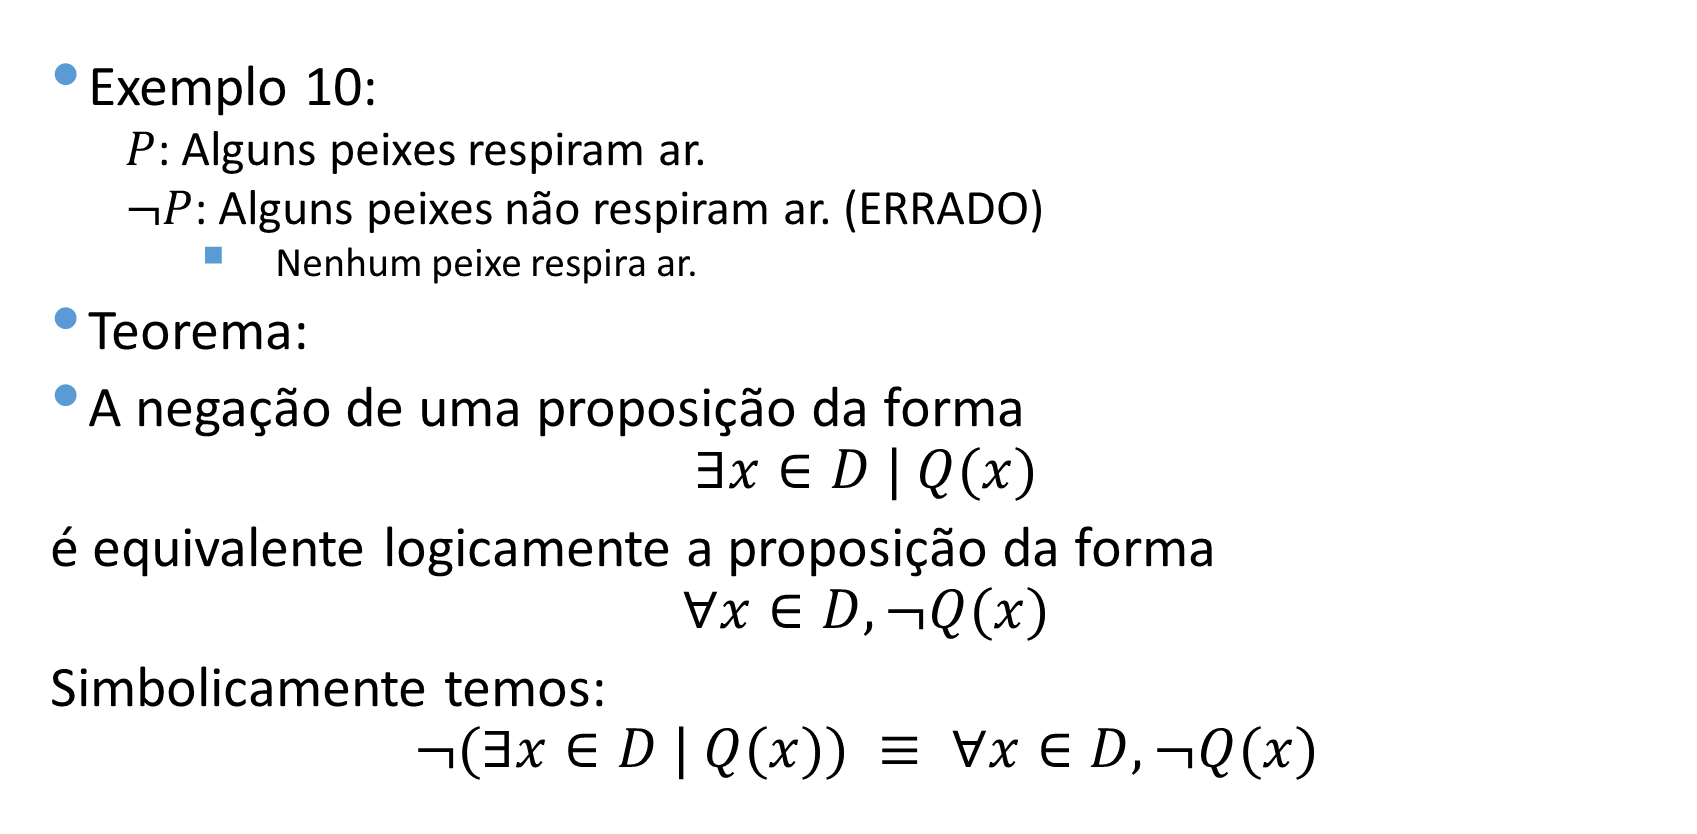 • Exemplo 10:
P: Alguns peixes respiram ar.
¬P: Alguns peixes não respiram ar. (ERRADO)
▪ Nenhum peixe respira ar.
• Teorema:
• A negação de uma proposição da forma
∃x ∈ D | Q(x)
é equivalente logicamente a proposição da forma
∀x ∈ D, ¬Q(x)
Simbolicamente temos:
¬(∃x ∈ D | Q(x)) ≡ ∀x ∈ D, ¬Q(x)